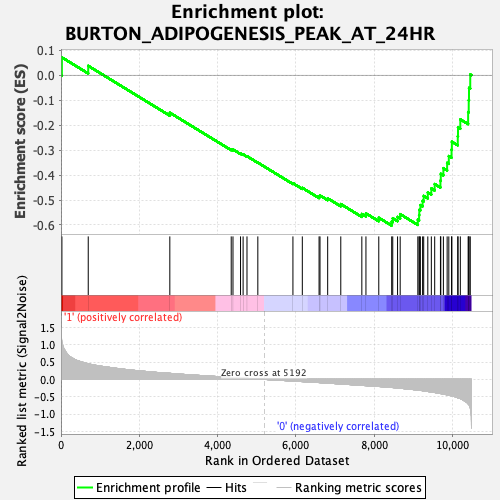 Enrichment plot:
BURTON_ADIPOGENESIS_PEAK_AT_24HR
Enrichment score (ES)
0.1
0.0
-0.1
-0.2
-0.3
-0.4
-0.5
-0.6
'1' (positively correlated)
Ranked list metric (Signal2Noise)
1.5
1.0
0.5
0.0
-0.5
-1.0
-1.5
Zero cross at 5192
'0' (negatively correlated)
0
2,000
4,000
6,000
8,000
10,000
Rank in Ordered Dataset
Enrichment profile
Hits
Ranking metric scores